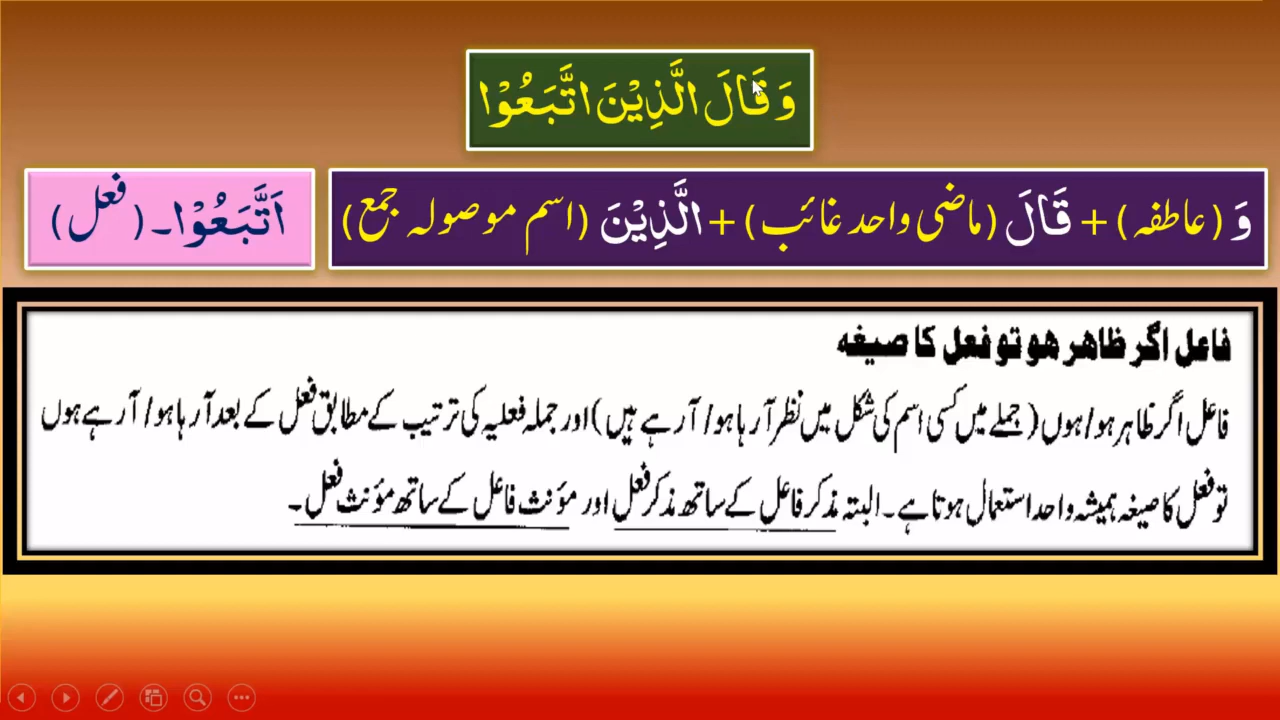 وَ قَالَ الَّذِیْنَ اتَّبَعُوْا
وَ (عاطفہ) + قَالَ (ماضی واحد غائب) + الَّذِیْنَ (اسم موصولہ جمع)
اَتَّبَعُوْا۔ (فعل)
فاعل اگر ظاہر ہو تو فعل کا صیغہ
فاعل اگر ظاہر ہو/ہوں (جملے میں کسی اسم کی شکل میں نظر آ رہا ہو/آ رہے ہیں) اور جملہ فعلیہ کی ترتیب کے مطابق فعل کے بعد آ رہا ہو/آ رہے ہوں
تو فعل کا صیغہ ہمیشہ واحد استعمال ہوتا ہے۔ البتہ مذکر فاعل کے ساتھ مذکر فعل اور مؤنث فاعل کے ساتھ مؤنث فعل۔